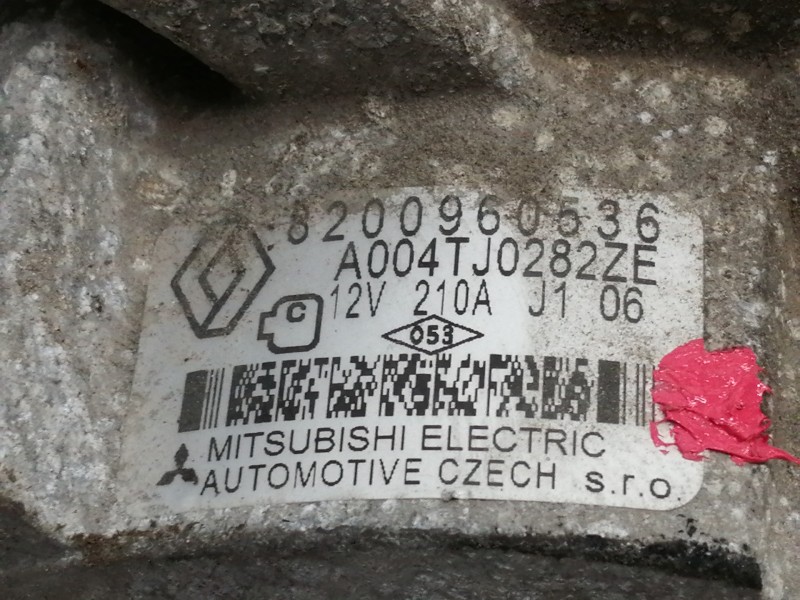 8200960536
A004TJ0282ZE
12V 210A J1 06
C
053
MITSUBISHI ELECTRIC
AUTOMOTIVE CZECH s.r.o.